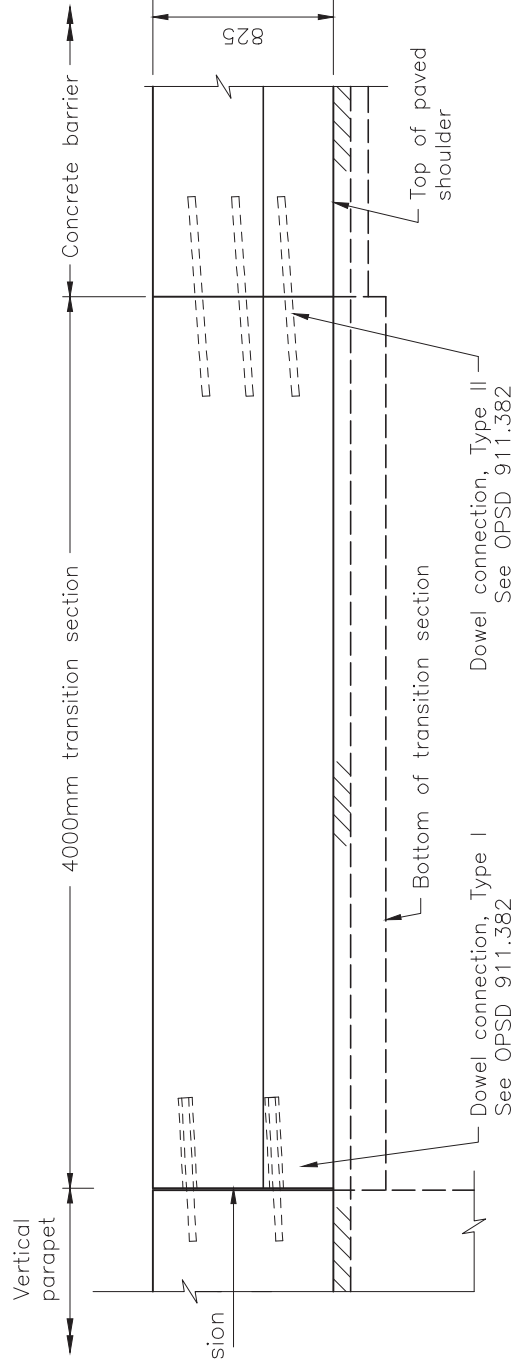 Vertical
parapet
4000mm transition section
Concrete barrier
825
sion
Top of paved
shoulder
Bottom of transition section
Dowel connection, Type I
See OPSD 911.382
Dowel connection, Type II
See OPSD 911.382